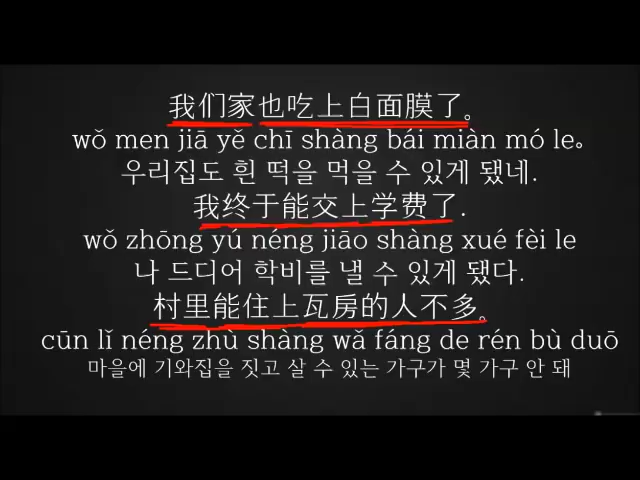 我们家也吃上白面膜了。
wǒ men jiā yě chī shàng bái miàn mó le。
우리집도 흰 떡을 먹을 수 있게 됐네.
我终于能交上学费了.
wǒ zhōng yú néng jiāo shàng xué fèi le
나 드디어 학비를 낼 수 있게 됐다.
村里能住上瓦房的人不多。
cūn lǐ néng zhù shàng wǎ fáng de rén bù duō
마을에 기와집을 짓고 살 수 있는 가구가 몇 가구 안 돼